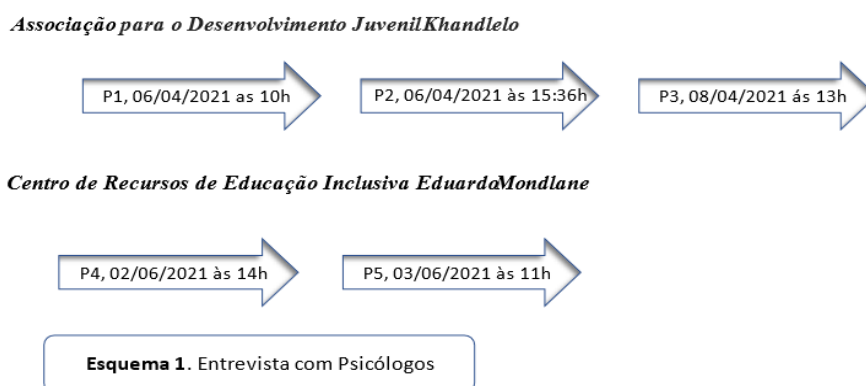 Associação para o Desenvolvimento JuvenilKhandlelo
P1, 06/04/2021 as 10h
P2, 06/04/2021 às 15:36h
P3, 08/04/2021 ás 13h
Centro de Recursos de Educação Inclusiva EduardoMondlane
P4, 02/06/2021 às 14h
P5, 03/06/2021 às 11h
Esquema 1. Entrevista com Psicólogos